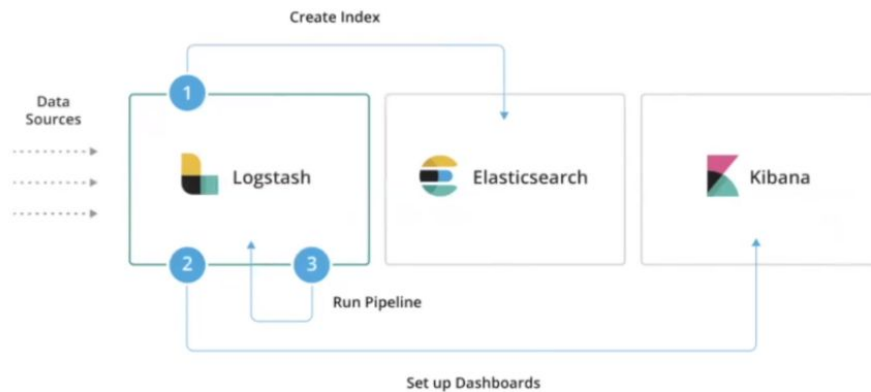 Create Index
Data
Sources
1
Logstash
Elasticsearch
Kibana
2
3
Run Pipeline
Set up Dashboards